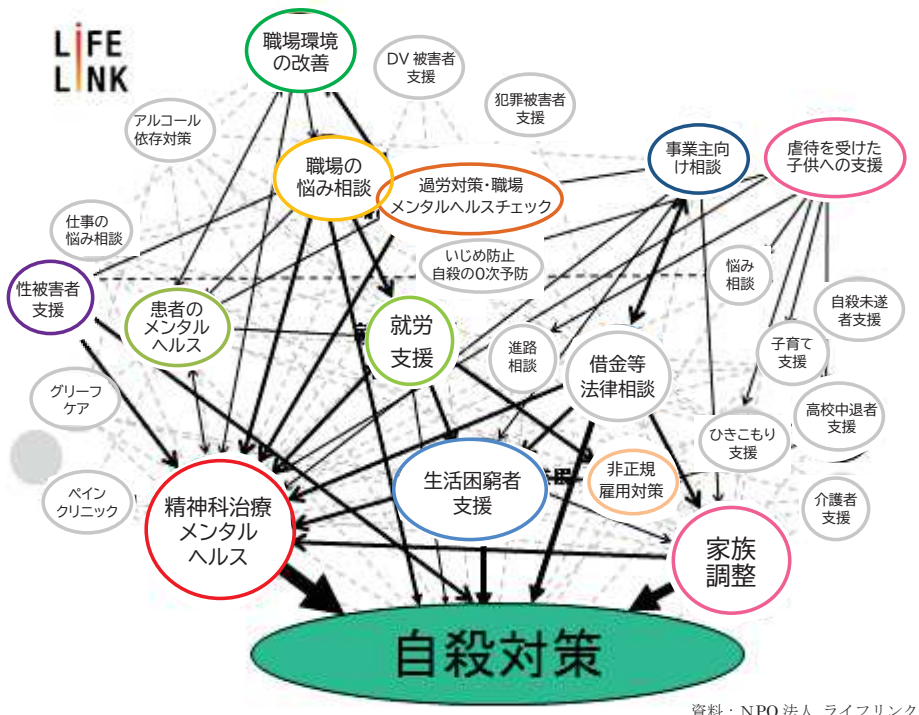 LiFE
LINK
職場環境
の改善
DV 被害者
支援
犯罪被害者
支援
アルコール
依存対策
職場の
悩み相談
過労対策・職場
メンタルヘルスチェック
事業主向
け相談
虐待を受けた
子供への支援
仕事の
悩み相談
いじめ防止
自殺の0次予防
悩み
相談
性被害者
支援
患者の
メンタル
ヘルス
就労
支援
進路
相談
借金等
法律相談
子育て
支援
自殺未遂
者支援
グリーフ
ケア
高校中退者
支援
ひきこもり
支援
ペイン
クリニック
精神科治療
メンタル
ヘルス
生活困窮者
支援
非正規
雇用対策
介護者
支援
家族
調整
自殺対策
資料：NPO 法人 ライフリンク